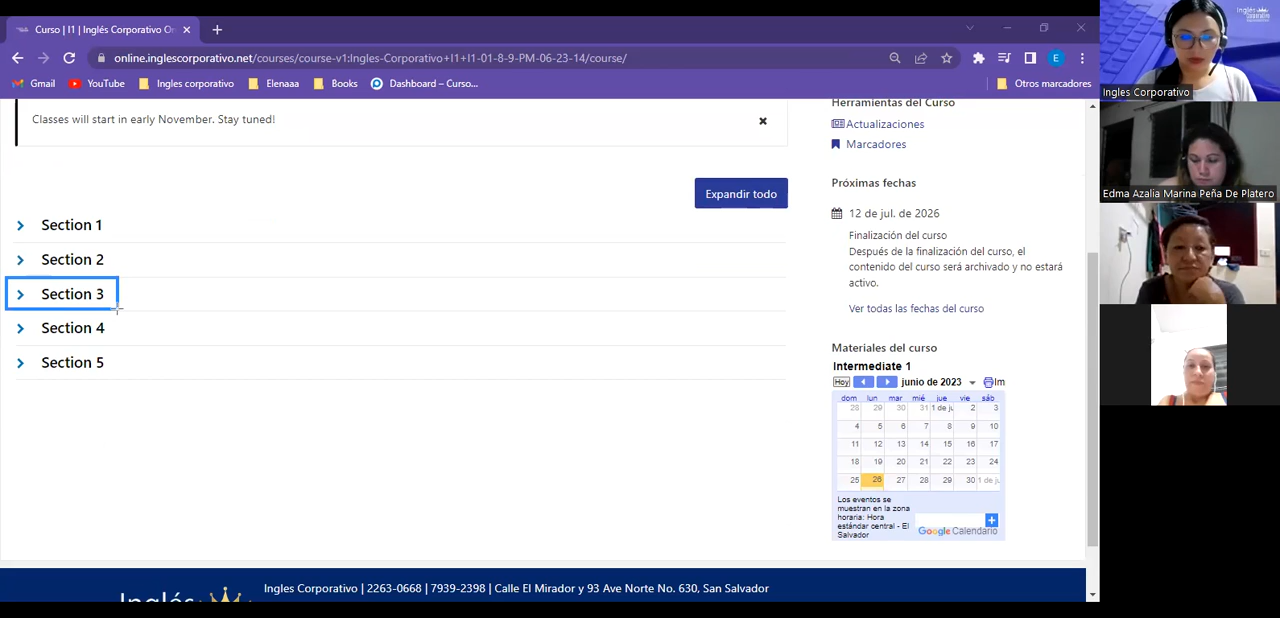 Curso | I1 | Inglés Corporativo On
online.inglescorporativo.net/courses/course-v1:Ingles-Corporativo+I1+I1-01-8-9-PM-06-23-14/course/
E
Gmail
YouTube
Ingles corporativo
Elenaaa
Books
Dashboard – Curso...
Otros marcadores
Classes will start in early November. Stay tuned!
Expandir todo
Section 1
Section 2
Section 3
Section 4
Section 5
Herramientas del Curso
Actualizaciones
Marcadores
Próximas fechas
12 de jul. de 2026
Finalización del curso
Después de la finalización del curso, el
contenido del curso será archivado y no estará
activo.
Ver todas las fechas del curso
Materiales del curso
Intermediate 1
Hoy junio de 2023 Im
dom lun mar mié jue vie sáb
28 29 30 31 1 de ju 2 3
4 5 6 7 8 9 10
11 12 13 14 15 16 17
18 19 20 21 22 23 24
25 26 27 28 29 30 1 de ju
Los eventos se
muestran en la zona
horaria: Hora
estándar central - El
Salvador
Google Calendario
Inglés
Ingles Corporativo | 2263-0668 | 7939-2398 | Calle El Mirador y 93 Ave Norte No. 630, San Salvador
Inglés
Ingles Corporativo
Edma Azalia Marina Peña De Platero